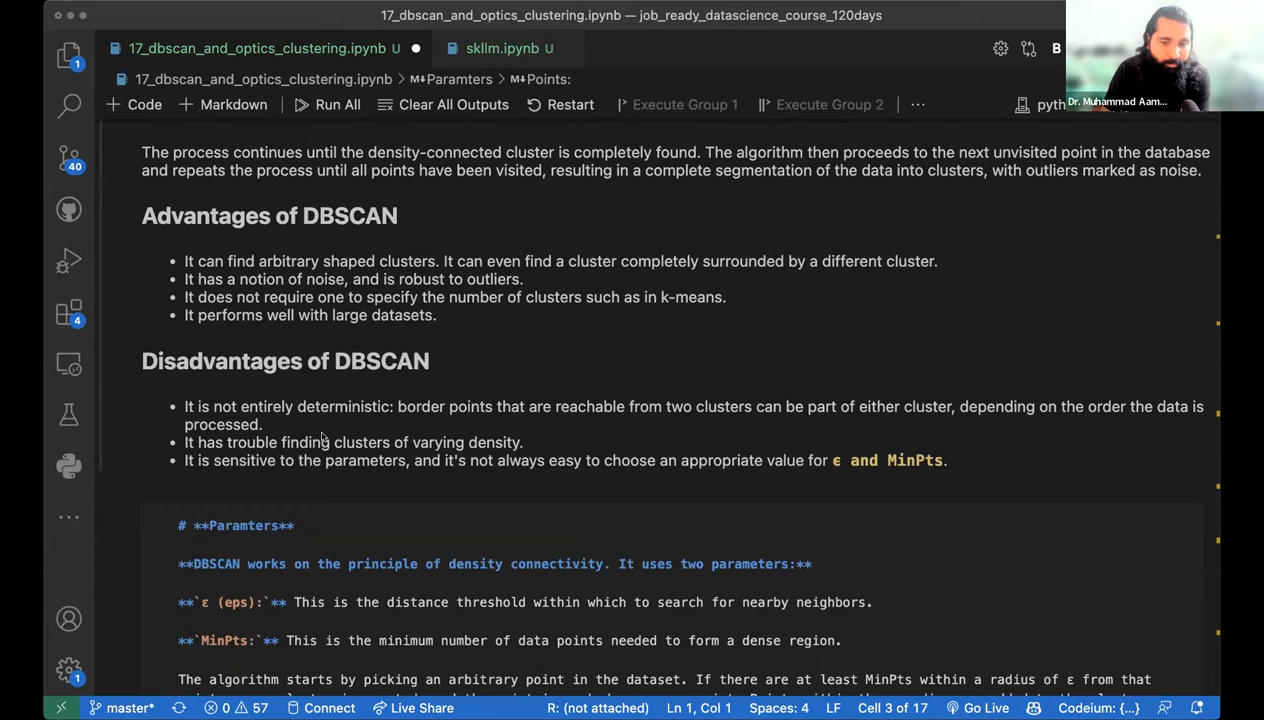 17_dbscan_and_optics_clustering.ipynb — job_ready_datascience_course_120days
17_dbscan_and_optics_clustering.ipynb U
skllm.ipynb U
B
17_dbscan_and_optics_clustering.ipynb > M↓Paramters > M↓Points:
+ Code + Markdown Run All Clear All Outputs Restart Execute Group 1 Execute Group 2 ...
Dr. Muhammad Aam...
1
40
4
1
The process continues until the density-connected cluster is completely found. The algorithm then proceeds to the next unvisited point in the database
and repeats the process until all points have been visited, resulting in a complete segmentation of the data into clusters, with outliers marked as noise.
Advantages of DBSCAN
• It can find arbitrary shaped clusters. It can even find a cluster completely surrounded by a different cluster.
• It has a notion of noise, and is robust to outliers.
• It does not require one to specify the number of clusters such as in k-means.
• It performs well with large datasets.
Disadvantages of DBSCAN
• It is not entirely deterministic: border points that are reachable from two clusters can be part of either cluster, depending on the order the data is
processed.
• It has trouble finding clusters of varying density.
• It is sensitive to the parameters, and it's not always easy to choose an appropriate value for ϵ and MinPts.
# **Paramters**
**DBSCAN works on the principle of density connectivity. It uses two parameters:**
**`ε (eps):`** This is the distance threshold within which to search for nearby neighbors.
**`MinPts:`** This is the minimum number of data points needed to form a dense region.
The algorithm starts by picking an arbitrary point in the dataset. If there are at least MinPts within a radius of ε from that
master* 0 57 Connect Live Share R: (not attached) Ln 1, Col 1 Spaces: 4 LF Cell 3 of 17 Go Live Codeium: {...}